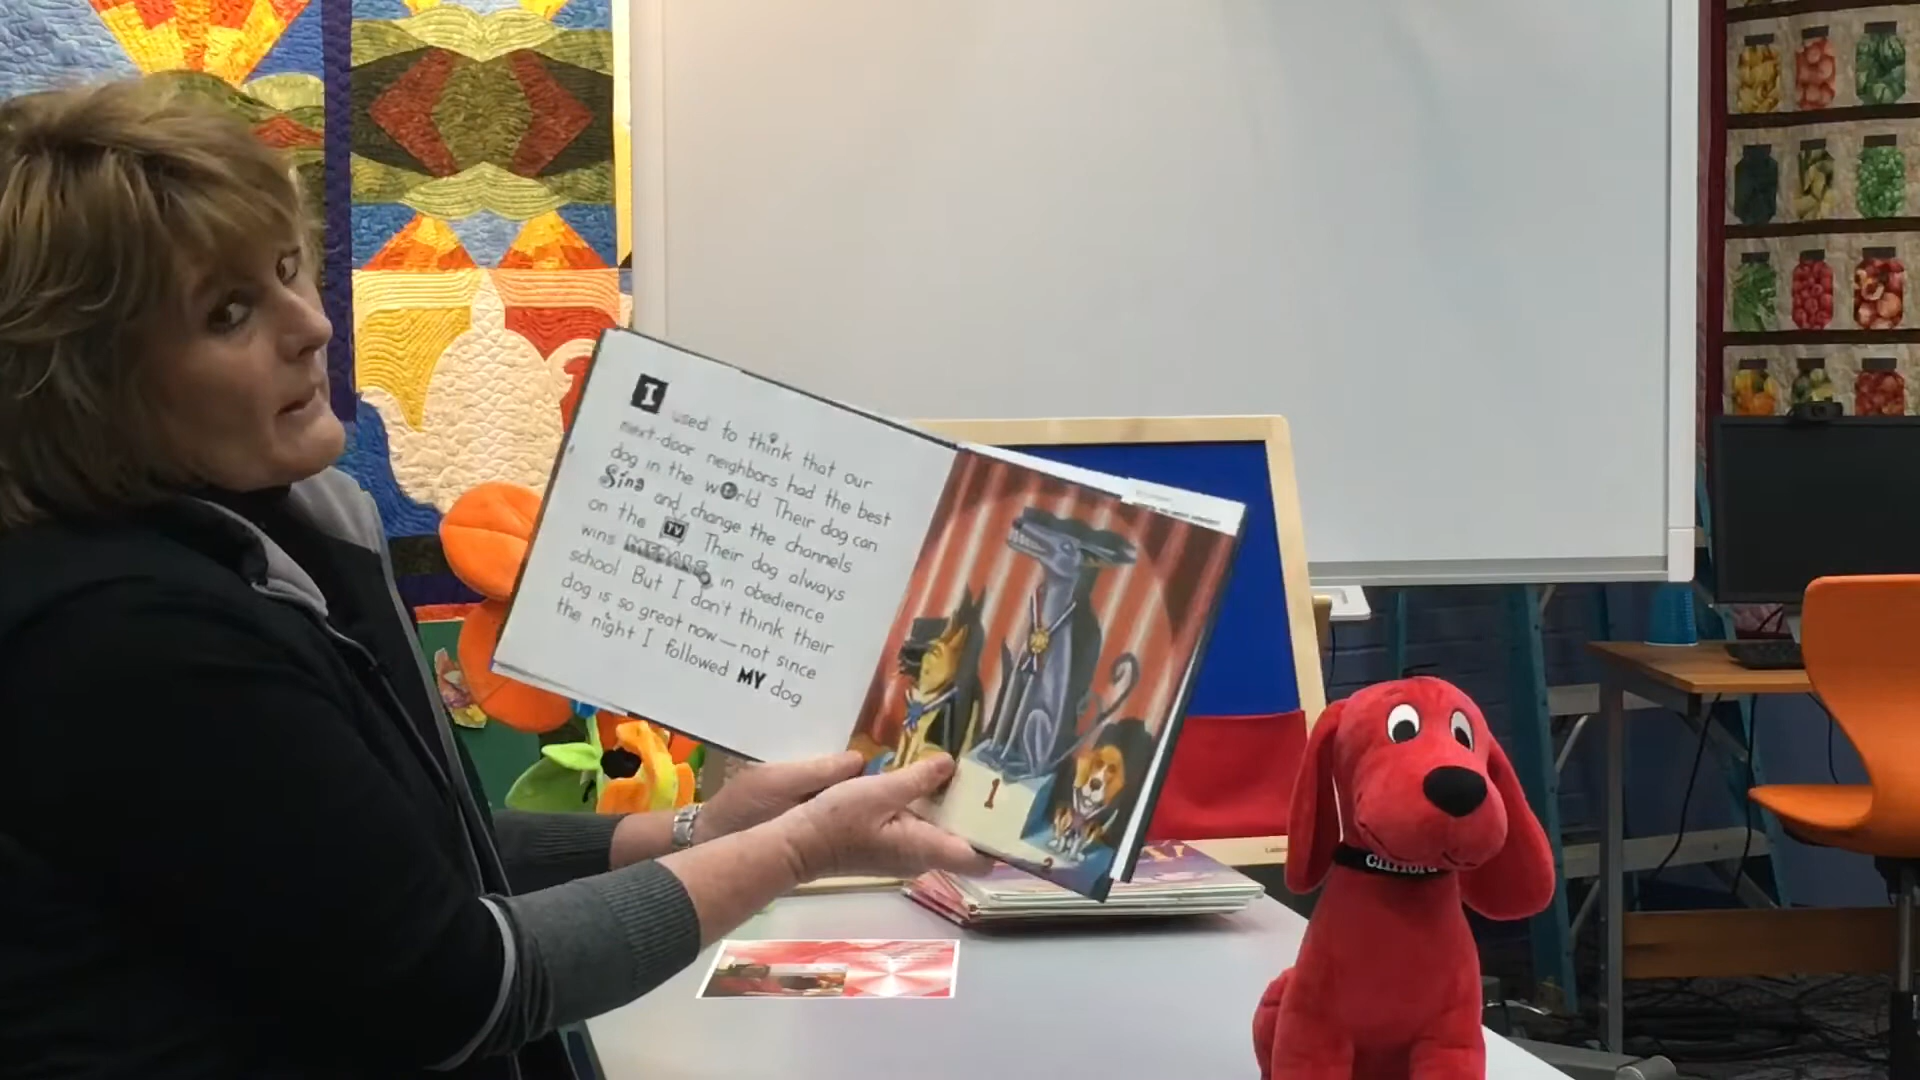 I used to think that our
next-door neighbors had the best
dog in the world. Their dog can
Sing and change the channels
on the TV. Their dog always
wins MEDALS in obedience
school. But I don't think their
dog is so great now — not since
the night I followed MY dog
1
2
Clifford